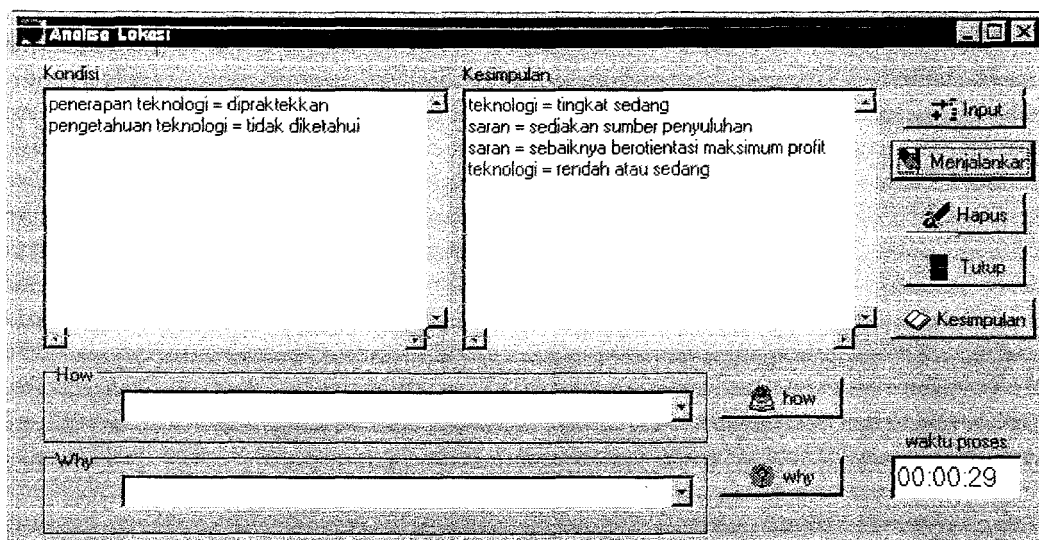 Analisa Lokasi
Kondisi
penerapan teknologi = dipraktekkan
pengetahuan teknologi = tidak diketahui
Kesimpulan
teknologi = tingkat sedang
saran = sediakan sumber penyuluhan
saran = sebaiknya berotientasi maksimum profit
teknologi = rendah atau sedang
Input
Menjalankan
Hapus
Tutup
Kesimpulan
How
how
Why
why
waktu proses
00:00:29